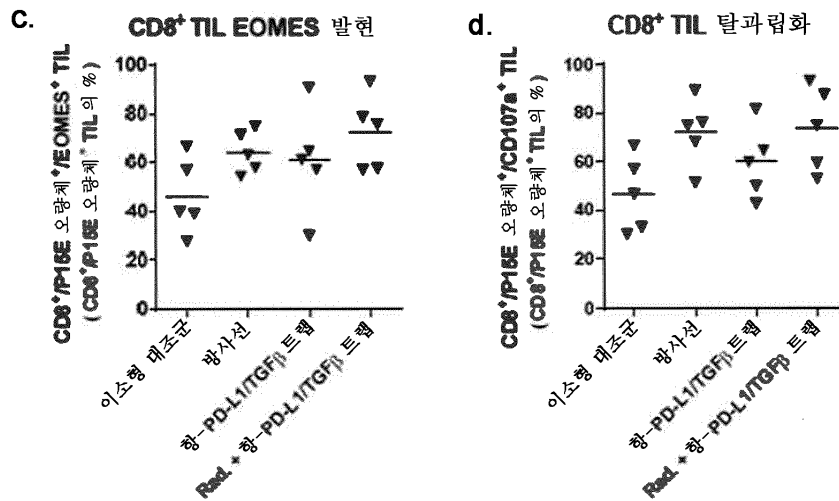 c.
CD8⁺ TIL EOMES 발현
CD8⁺/P15E 오량체⁺/EOMES⁺ TIL
(CD8⁺/P15E 오량체⁺ TIL의 %)
100
80
60
40
20
0
이소형 대조군
방사선
항-PD-L1/TGFβ 트랩
Rad. + 항-PD-L1/TGFβ 트랩
d.
CD8⁺ TIL 탈과립화
CD8⁺/P15E 오량체⁺/CD107a⁺ TIL
(CD8⁺/P15E 오량체⁺ TIL의 %)
100
80
60
40
20
0
이소형 대조군
방사선
항-PD-L1/TGFβ 트랩
Rad. + 항-PD-L1/TGFβ 트랩